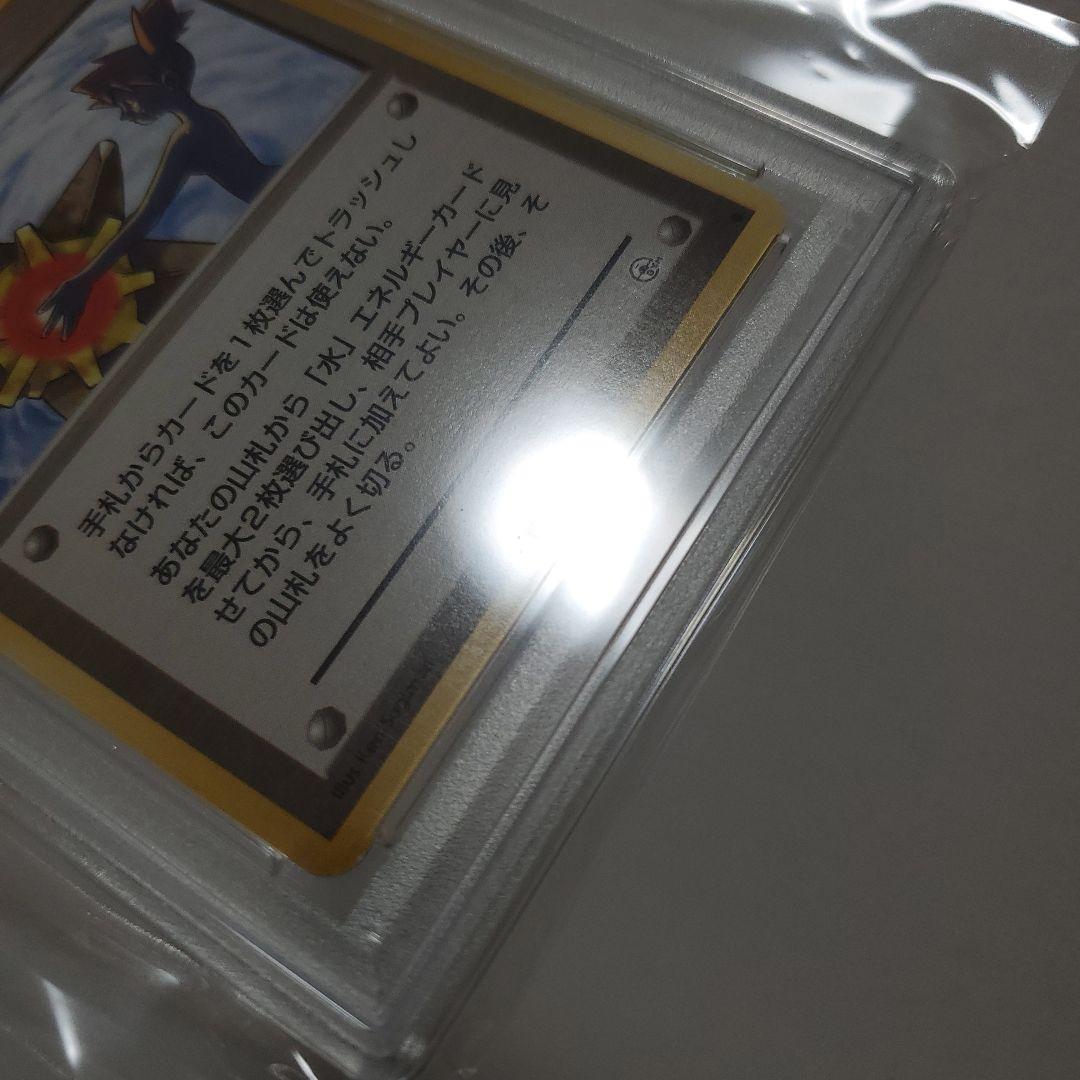 手札からカードを1枚選んでトラッシュし
なければ、このカードは使えない。
あなたの山札から「水」エネルギーカード
を最大2枚選び出し、相手プレイヤーに見
せてから、手札に加えてよい。その後、そ
の山札をよく切る。
Illus. Ken Sugimori